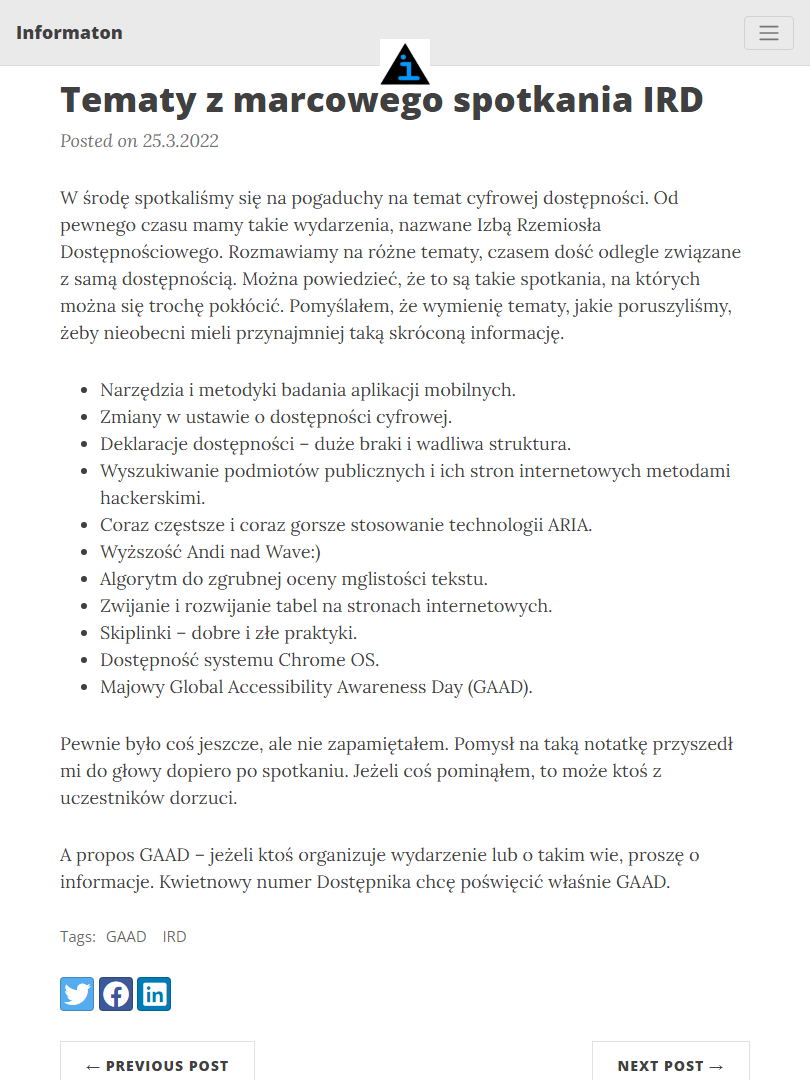 Informaton
i
Tematy z marcowego spotkania IRD
Posted on 25.3.2022
W środę spotkaliśmy się na pogaduchy na temat cyfrowej dostępności. Od
pewnego czasu mamy takie wydarzenia, nazwane Izbą Rzemiosła
Dostępnościowego. Rozmawiamy na różne tematy, czasem dość odlegle związane
z samą dostępnością. Można powiedzieć, że to są takie spotkania, na których
można się trochę pokłócić. Pomyślałem, że wymienię tematy, jakie poruszyliśmy,
żeby nieobecni mieli przynajmniej taką skróconą informację.
• Narzędzia i metodyki badania aplikacji mobilnych.
• Zmiany w ustawie o dostępności cyfrowej.
• Deklaracje dostępności – duże braki i wadliwa struktura.
• Wyszukiwanie podmiotów publicznych i ich stron internetowych metodami
hackerskimi.
• Coraz częstsze i coraz gorsze stosowanie technologii ARIA.
• Wyższość Andi nad Wave:)
• Algorytm do zgrubnej oceny mglistości tekstu.
• Zwijanie i rozwijanie tabel na stronach internetowych.
• Skiplinki – dobre i złe praktyki.
• Dostępność systemu Chrome OS.
• Majowy Global Accessibility Awareness Day (GAAD).
Pewnie było coś jeszcze, ale nie zapamiętałem. Pomysł na taką notatkę przyszedł
mi do głowy dopiero po spotkaniu. Jeżeli coś pominąłem, to może ktoś z
uczestników dorzuci.
A propos GAAD – jeżeli ktoś organizuje wydarzenie lub o takim wie, proszę o
informacje. Kwietnowy numer Dostępnika chcę poświęcić właśnie GAAD.
Tags: GAAD IRD
← PREVIOUS POST
NEXT POST →